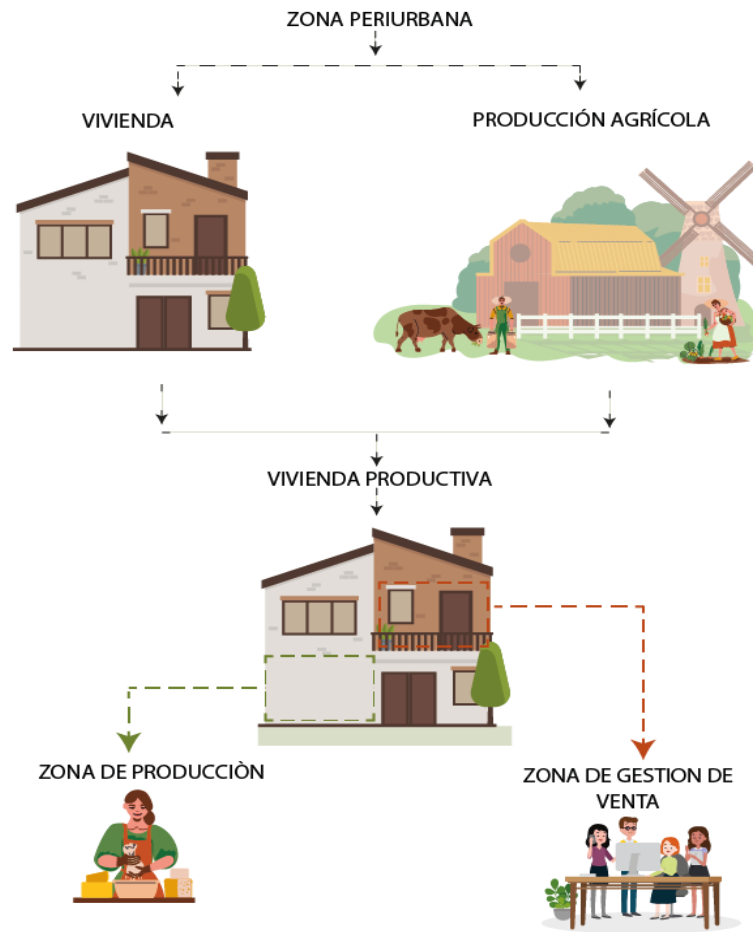 ZONA PERIURBANA
VIVIENDA
PRODUCCIÓN AGRÍCOLA
VIVIENDA PRODUCTIVA
ZONA DE PRODUCCIÒN
ZONA DE GESTION DE
VENTA